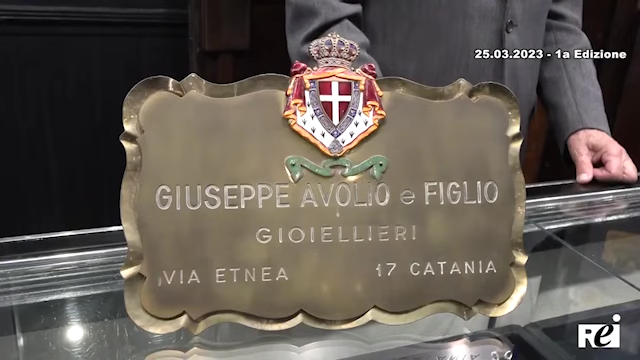 25.03.2023 - 1a Edizione
GIUSEPPE AVOLIO e FIGLIO
GIOIELLIERI
VIA ETNEA 17 CATANIA
REI